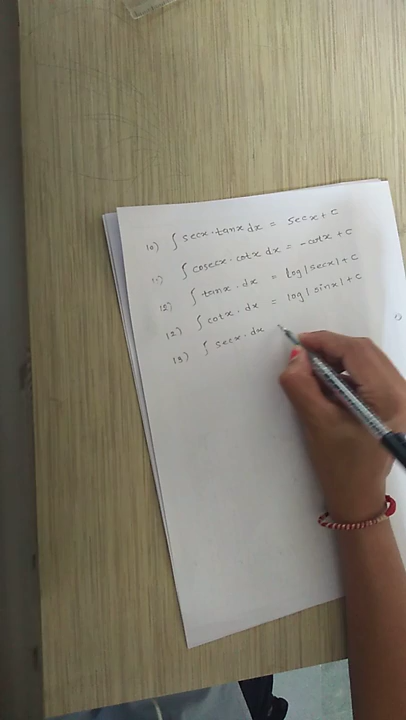 10) ∫ secx · tanx dx = secx + c
11) ∫ cosecx · cotx dx = -cotx + c
12) ∫ tanx · dx = log|secx| + c
12) ∫ cotx · dx = log|sinx| + c
13) ∫ secx · dx